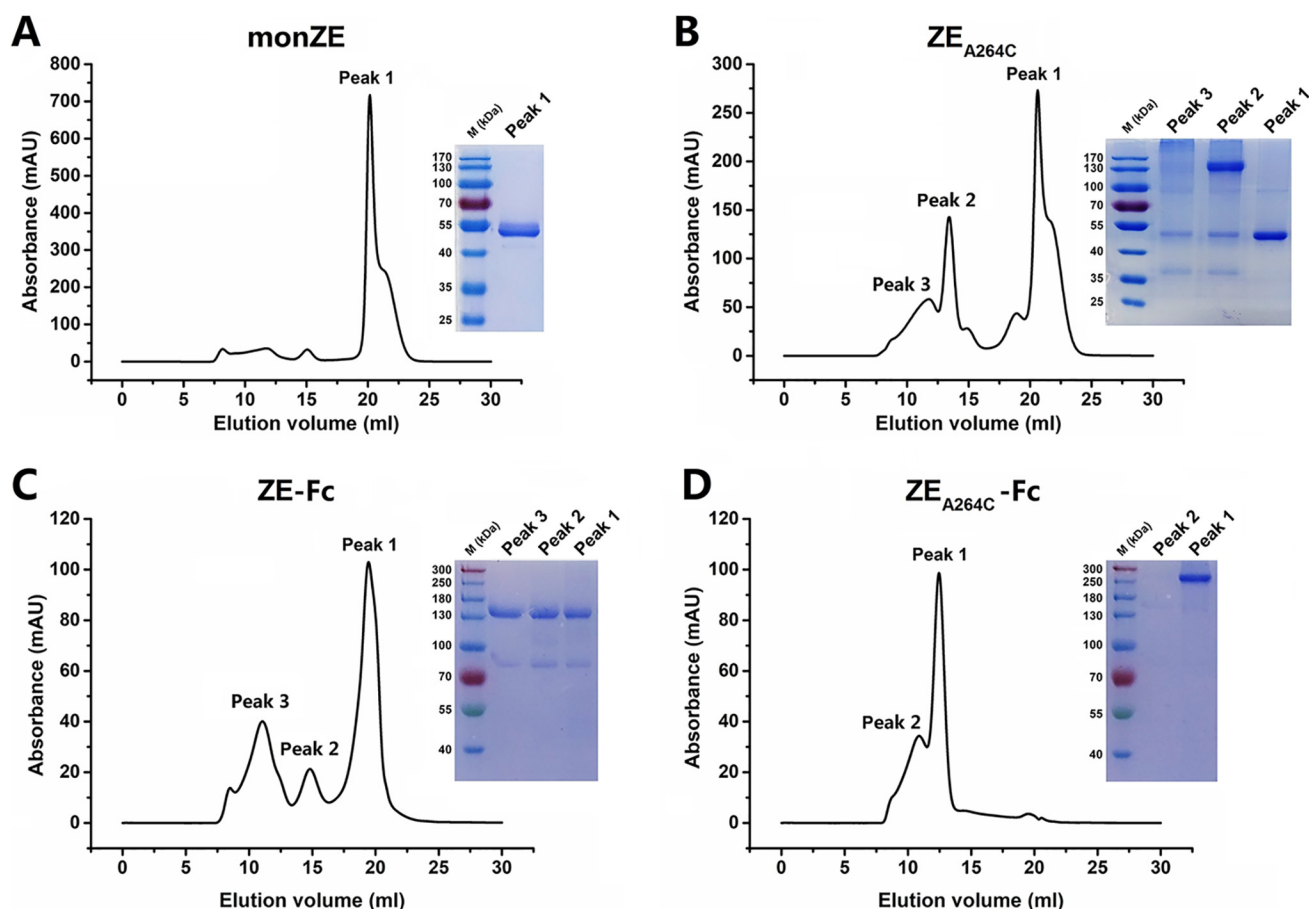 A
monZE
Peak 1
Absorbance (mAU)
800
700
600
500
400
300
200
100
0
0 5 10 15 20 25 30
Elution volume (ml)
M (kDa)
Peak 1
170
130
100
70
55
40
35
25
B
ZE A264C
Peak 1
Peak 2
Peak 3
Absorbance (mAU)
300
250
200
150
100
50
0
0 5 10 15 20 25 30
Elution volume (ml)
M (kDa)
Peak 3
Peak 2
Peak 1
170
130
100
70
55
40
35
25
C
ZE-Fc
Peak 1
Peak 3
Peak 2
Absorbance (mAU)
120
100
80
60
40
20
0
0 5 10 15 20 25 30
Elution volume (ml)
M (kDa)
Peak 3
Peak 2
Peak 1
300
250
180
130
100
70
55
40
D
ZE A264C -Fc
Peak 1
Peak 2
Absorbance (mAU)
120
100
80
60
40
20
0
0 5 10 15 20 25 30
Elution volume (ml)
M (kDa)
Peak 2
Peak 1
300
250
180
130
100
70
55
40